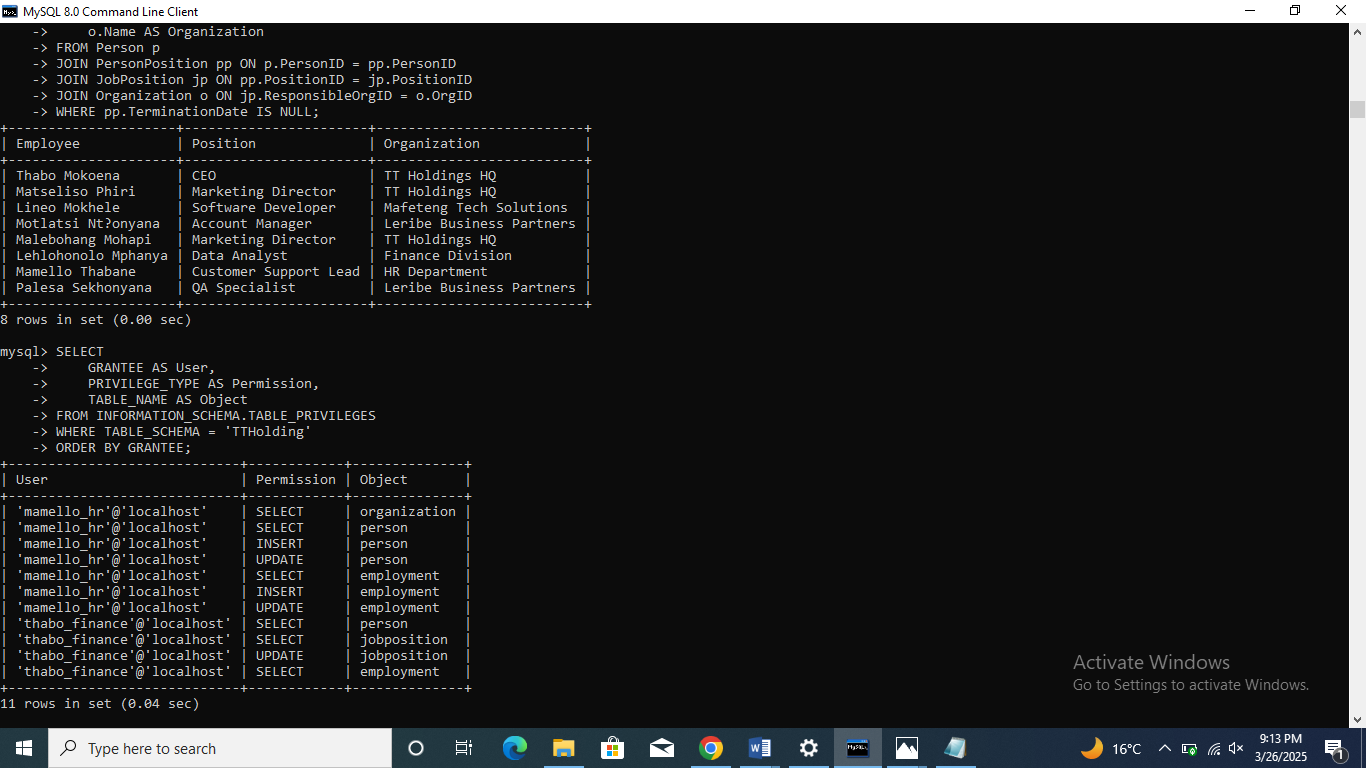 MySQL 8.0 Command Line Client
    ->     o.Name AS Organization
    -> FROM Person p
    -> JOIN PersonPosition pp ON p.PersonID = pp.PersonID
    -> JOIN JobPosition jp ON pp.PositionID = jp.PositionID
    -> JOIN Organization o ON jp.ResponsibleOrgID = o.OrgID
    -> WHERE pp.TerminationDate IS NULL;
+---------------------+-----------------------+--------------------------+
| Employee            | Position              | Organization             |
+---------------------+-----------------------+--------------------------+
| Thabo Mokoena       | CEO                   | TT Holdings HQ           |
| Matseliso Phiri     | Marketing Director    | TT Holdings HQ           |
| Lineo Mokhele       | Software Developer    | Mafeteng Tech Solutions  |
| Motlatsi Nt?onyana  | Account Manager       | Leribe Business Partners |
| Malebohang Mohapi   | Marketing Director    | TT Holdings HQ           |
| Lehlohonolo Mphanya | Data Analyst          | Finance Division         |
| Mamello Thabane     | Customer Support Lead | HR Department            |
| Palesa Sekhonyana   | QA Specialist         | Leribe Business Partners |
+---------------------+-----------------------+--------------------------+
8 rows in set (0.00 sec)
mysql> SELECT
    ->     GRANTEE AS User,
    ->     PRIVILEGE_TYPE AS Permission,
    ->     TABLE_NAME AS Object
    -> FROM INFORMATION_SCHEMA.TABLE_PRIVILEGES
    -> WHERE TABLE_SCHEMA = 'TTHolding'
    -> ORDER BY GRANTEE;
+-----------------------------+------------+--------------+
| User                        | Permission | Object       |
+-----------------------------+------------+--------------+
| 'mamello_hr'@'localhost'    | SELECT     | organization |
| 'mamello_hr'@'localhost'    | SELECT     | person       |
| 'mamello_hr'@'localhost'    | INSERT     | person       |
| 'mamello_hr'@'localhost'    | UPDATE     | person       |
| 'mamello_hr'@'localhost'    | SELECT     | employment   |
| 'mamello_hr'@'localhost'    | INSERT     | employment   |
| 'mamello_hr'@'localhost'    | UPDATE     | employment   |
| 'thabo_finance'@'localhost' | SELECT     | person       |
| 'thabo_finance'@'localhost' | SELECT     | jobposition  |
| 'thabo_finance'@'localhost' | UPDATE     | jobposition  |
| 'thabo_finance'@'localhost' | SELECT     | employment   |
+-----------------------------+------------+--------------+
11 rows in set (0.04 sec)
Activate Windows
Go to Settings to activate Windows.
Type here to search
16°C
9:13 PM
3/26/2025
1